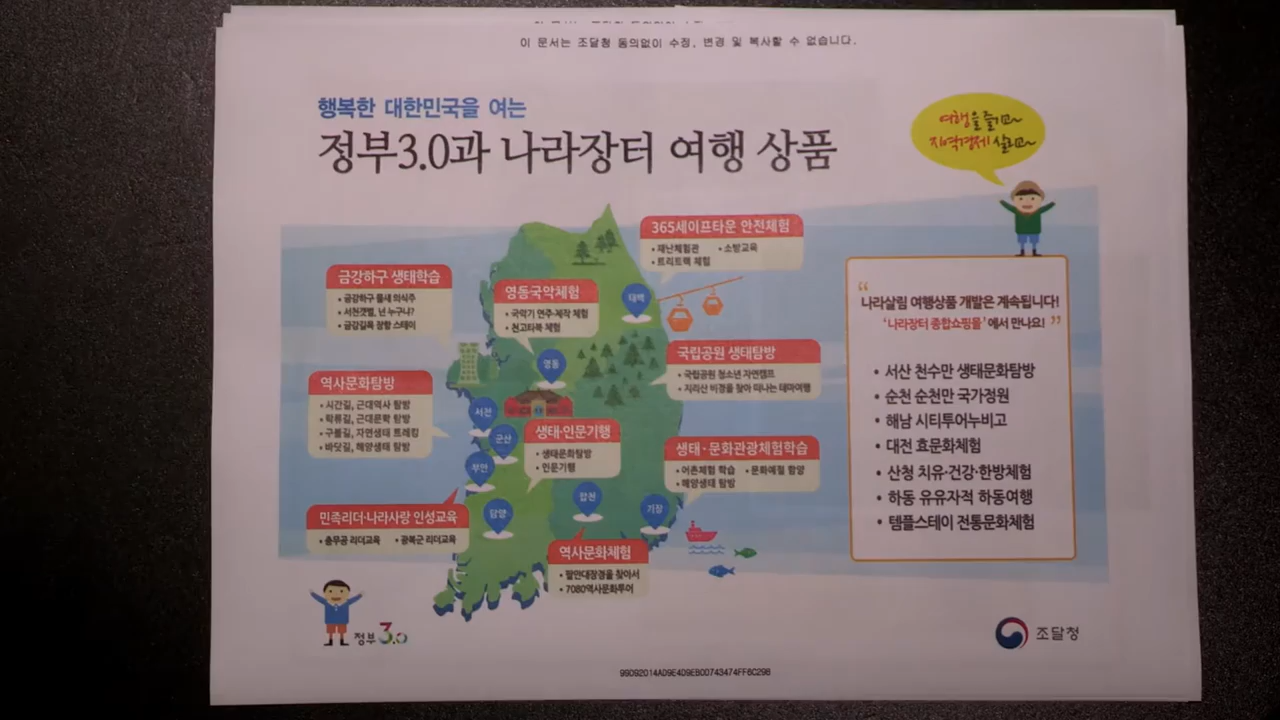 이 문서는 조달청 동의없이 수정, 변경 및 복사할 수 없습니다.
행복한 대한민국을 여는
정부3.0과 나라장터 여행 상품
여행을 즐기고~
지역경제 살리고~
365세이프타운 안전체험
• 재난체험관 • 소방교육
• 트리트랙 체험
금강하구 생태학습
• 금강하구 물새 의식주
• 서천갯벌, 넌 누구냐?
• 금강길목 장항 스테이
영동국악체험
• 국악기 연주·제작 체험
• 천고타북 체험
태백
국립공원 생태탐방
• 국립공원 청소년 자연캠프
• 지리산 비경을 찾아 떠나는 테마여행
영동
역사문화탐방
• 시간길, 근대역사 탐방
• 탁류길, 근대문학 탐방
• 구불길, 자연생태 트레킹
• 바닷길, 해양생태 탐방
서천
군산
부안
생태·인문기행
• 생태문화탐방
• 인문기행
생태·문화관광체험학습
• 어촌체험 학습 • 문화예절 함양
• 해양생태 탐방
합천
기장
담양
민족리더·나라사랑 인성교육
• 충무공 리더교육 • 광복군 리더교육
역사문화체험
• 팔만대장경을 찾아서
• 7080역사문화투어
“나라살림 여행상품 개발은 계속됩니다!
‘나라장터 종합쇼핑몰’에서 만나요!”
• 서산 천수만 생태문화탐방
• 순천 순천만 국가정원
• 해남 시티투어누비고
• 대전 효문화체험
• 산청 치유·건강·한방체험
• 하동 유유자적 하동여행
• 템플스테이 전통문화체험
정부3.0
조달청
99092014A09E4D9EB00743474FF6C298